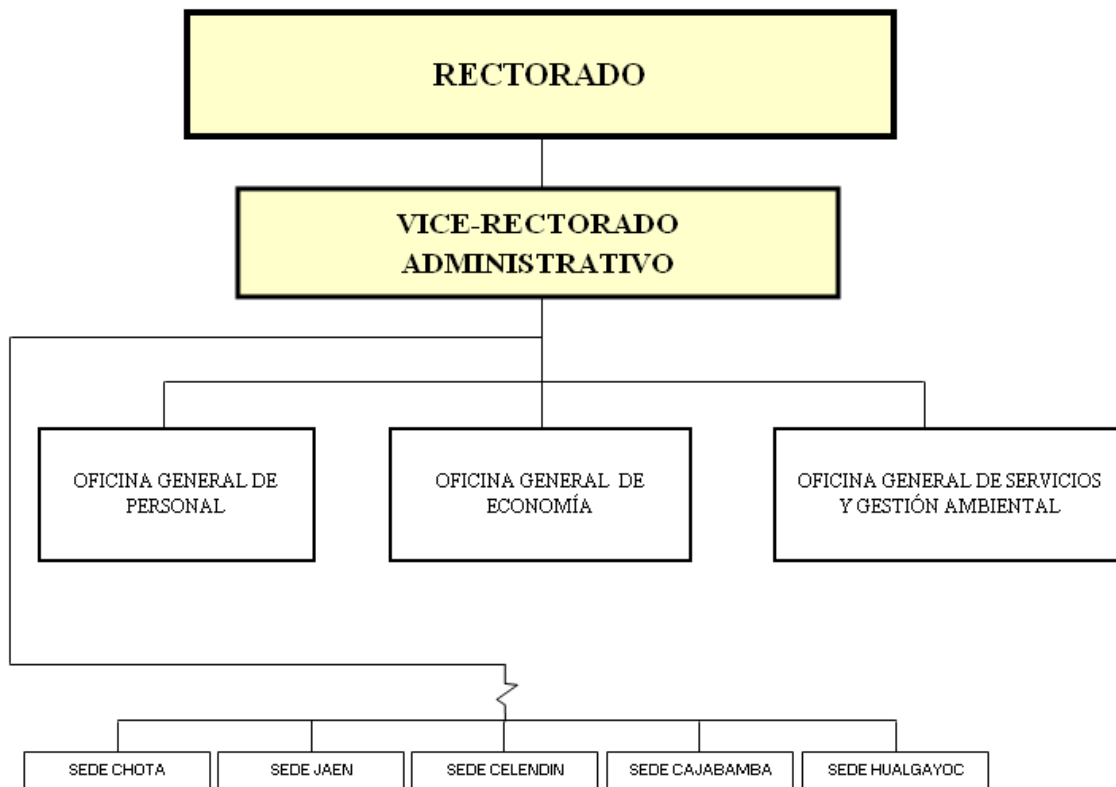 RECTORADO
VICE-RECTORADO
ADMINISTRATIVO
OFICINA GENERAL DE
PERSONAL
OFICINA GENERAL DE
ECONOMÍA
OFICINA GENERAL DE SERVICIOS
Y GESTIÓN AMBIENTAL
SEDE CHOTA
SEDE JAEN
SEDE CELENDIN
SEDE CAJABAMBA
SEDE HUALGAYOC